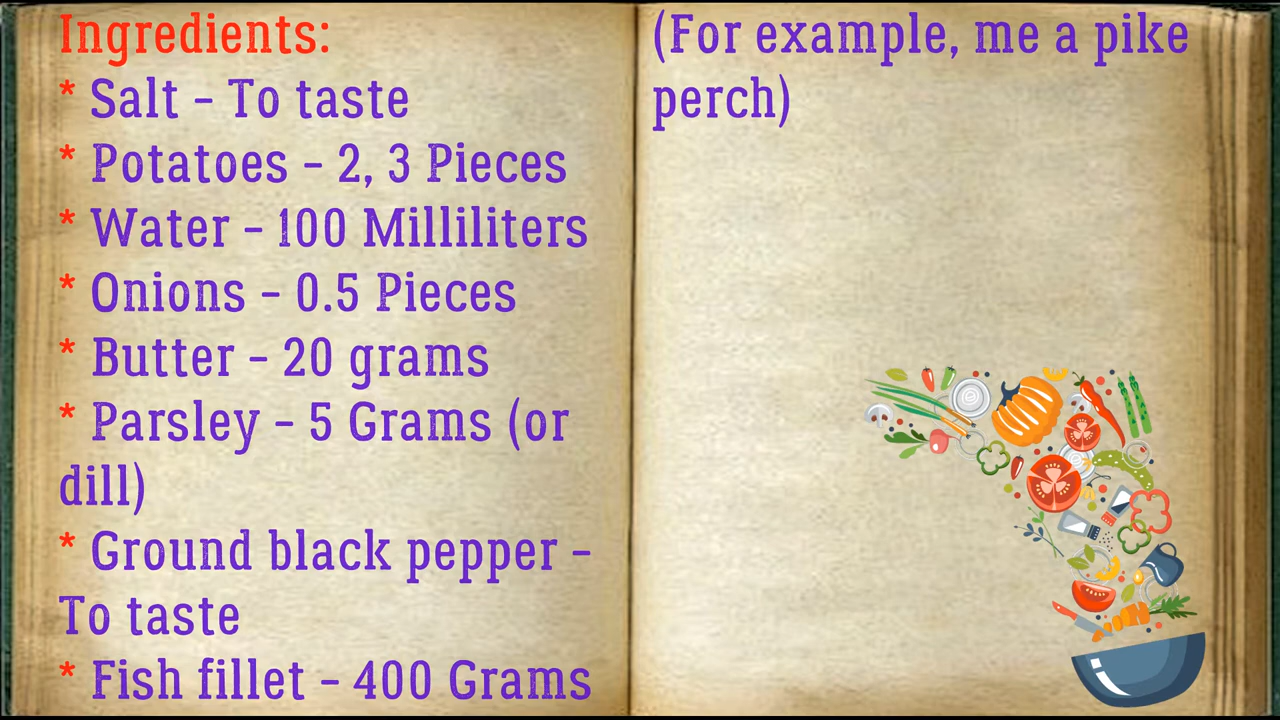 Ingredients:
* Salt – To taste
* Potatoes – 2, 3 Pieces
* Water – 100 Milliliters
* Onions – 0.5 Pieces
* Butter – 20 grams
* Parsley – 5 Grams (or
dill)
* Ground black pepper –
To taste
* Fish fillet – 400 Grams
(For example, me a pike
perch)